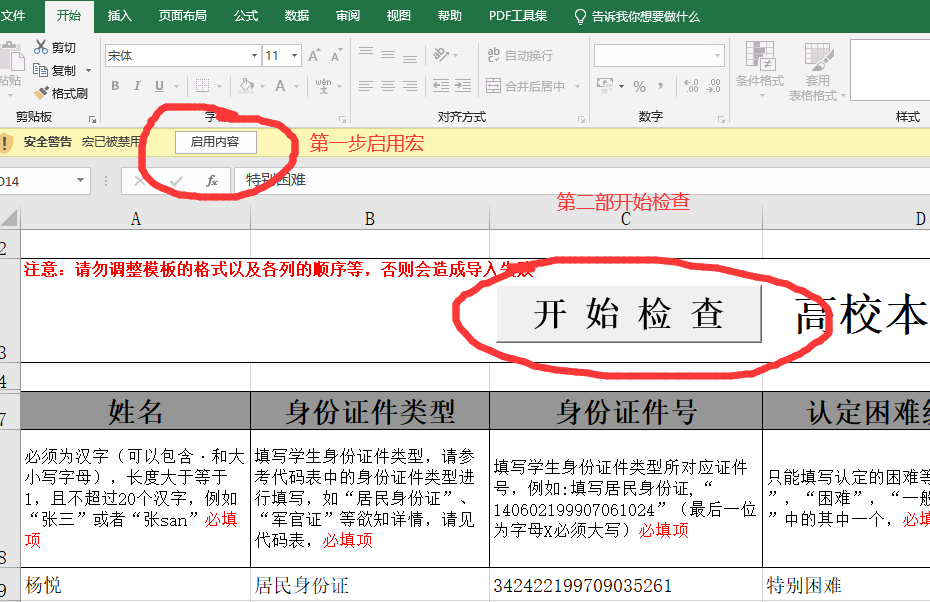 文件 开始 插入 页面布局 公式 数据 审阅 视图 帮助 PDF工具集 告诉我你想要做什么
剪切
宋体 11
自动换行
粘贴
复制
格式刷
B I U
wén
文
合并后居中
%
条件格式
套用
表格格式
剪贴板
对齐方式
数字
样式
安全警告 宏已被禁用
启用内容
第一步启用宏
D14
fx
特别困难
第二部开始检查
A B C D
2
注意：请勿调整模板的格式以及各列的顺序等，否则会造成导入失败
3
开 始 检 查
高校本
4
7
姓名
身份证件类型
身份证件号
认定困难
8
必须为汉字（可以包含·和大
小写字母），长度大于等于
1，且不超过20个汉字，例如
“张三”或者“张san”必填
项
填写学生身份证件类型，请参
考代码表中的身份证件类型进
行填写，如“居民身份证”、
“军官证”等欲知详情，请见
代码表，必填项
填写学生身份证件类型所对应证件
号，例如:填写居民身份证，“
140602199907061024”（最后一位
为字母X必须大写）必填项
只能填写认定的困难等
”，“困难”，“一般
”中的其中一个，必填
9
杨悦
居民身份证
342422199709035261
特别困难